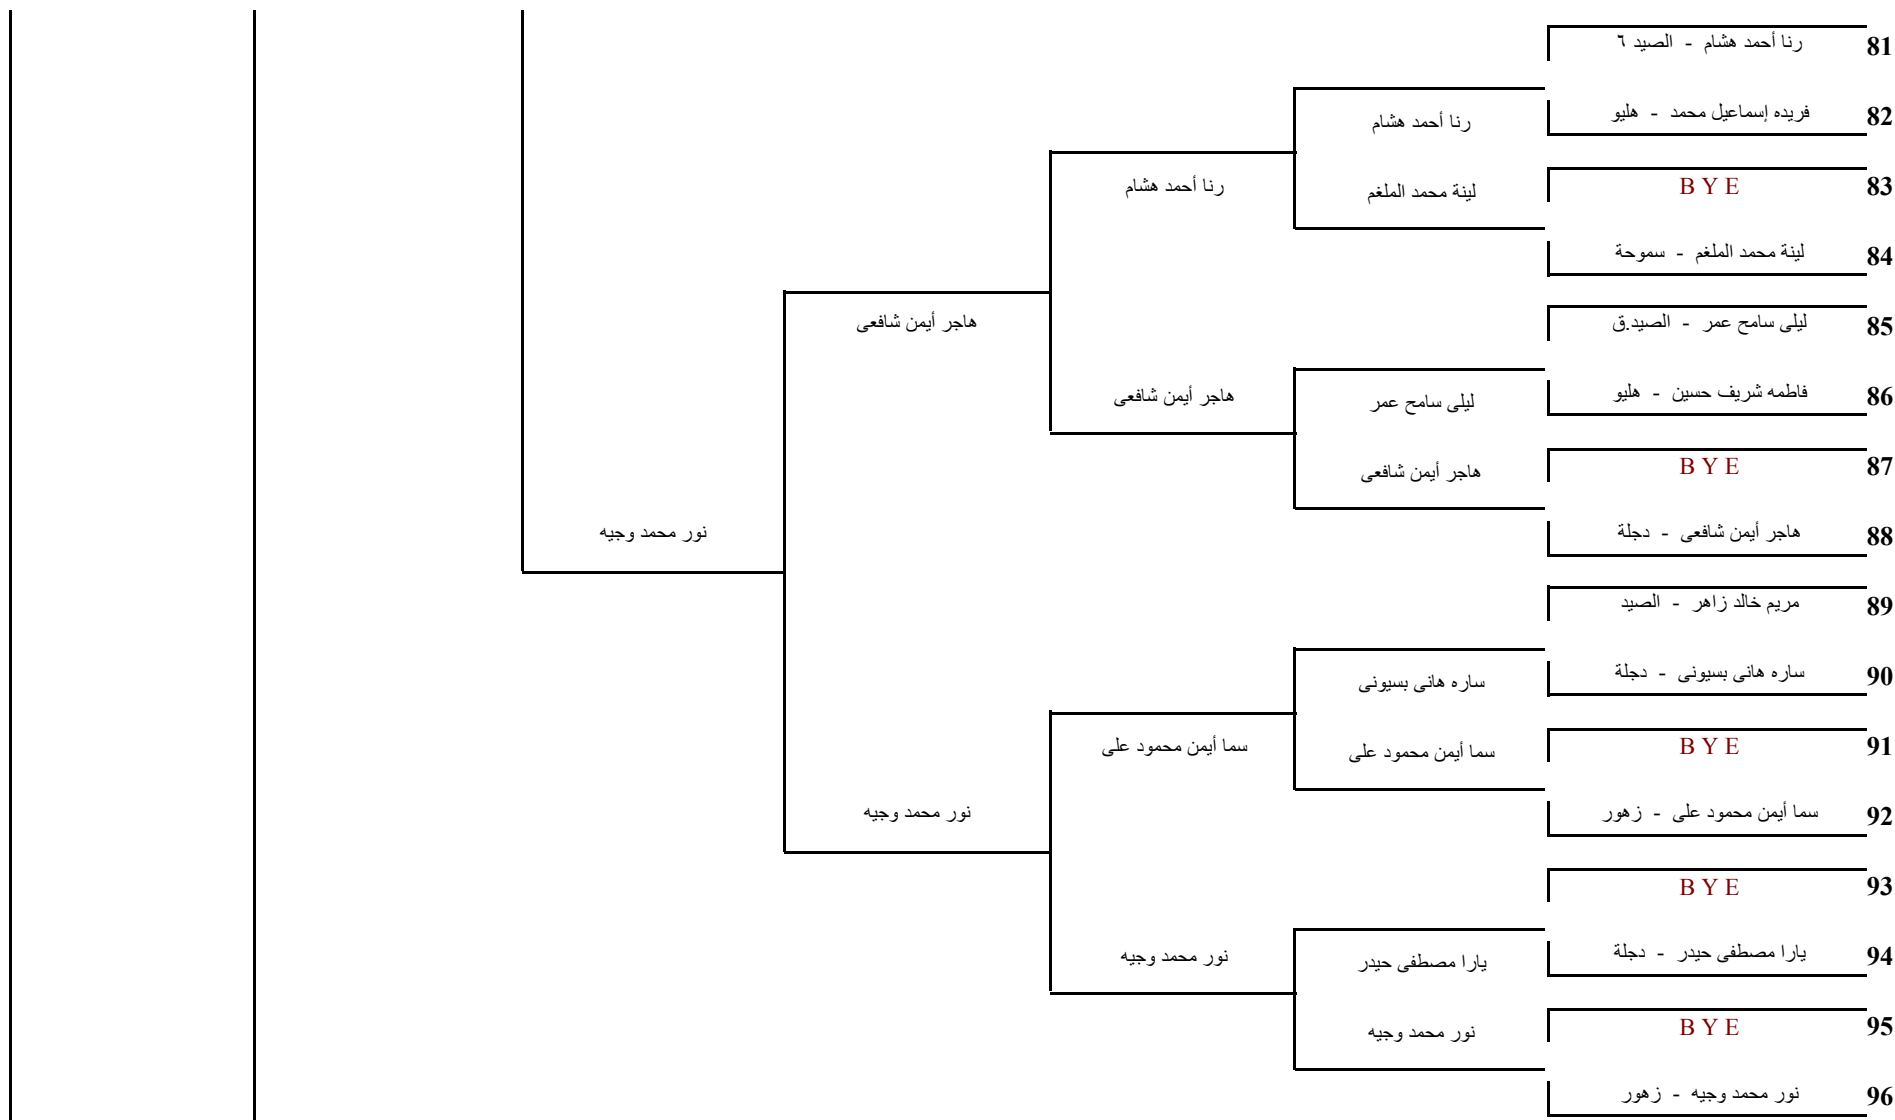 رنا أحمد هشام - الصيد ٦ 81
فريده إسماعيل محمد - هليو 82
رنا أحمد هشام
B Y E 83
لينة محمد الملغم
رنا أحمد هشام
لينة محمد الملغم - سموحة 84
ليلى سامح عمر - الصيد.ق 85
هاجر أيمن شافعى
فاطمه شريف حسين - هليو 86
ليلى سامح عمر
هاجر أيمن شافعى
B Y E 87
هاجر أيمن شافعى
هاجر أيمن شافعى - دجلة 88
نور محمد وجيه
مريم خالد زاهر - الصيد 89
ساره هانى بسيونى - دجلة 90
ساره هانى بسيونى
B Y E 91
سما أيمن محمود على
سما أيمن محمود على
سما أيمن محمود على - زهور 92
نور محمد وجيه
B Y E 93
يارا مصطفى حيدر - دجلة 94
يارا مصطفى حيدر
نور محمد وجيه
B Y E 95
نور محمد وجيه
نور محمد وجيه - زهور 96